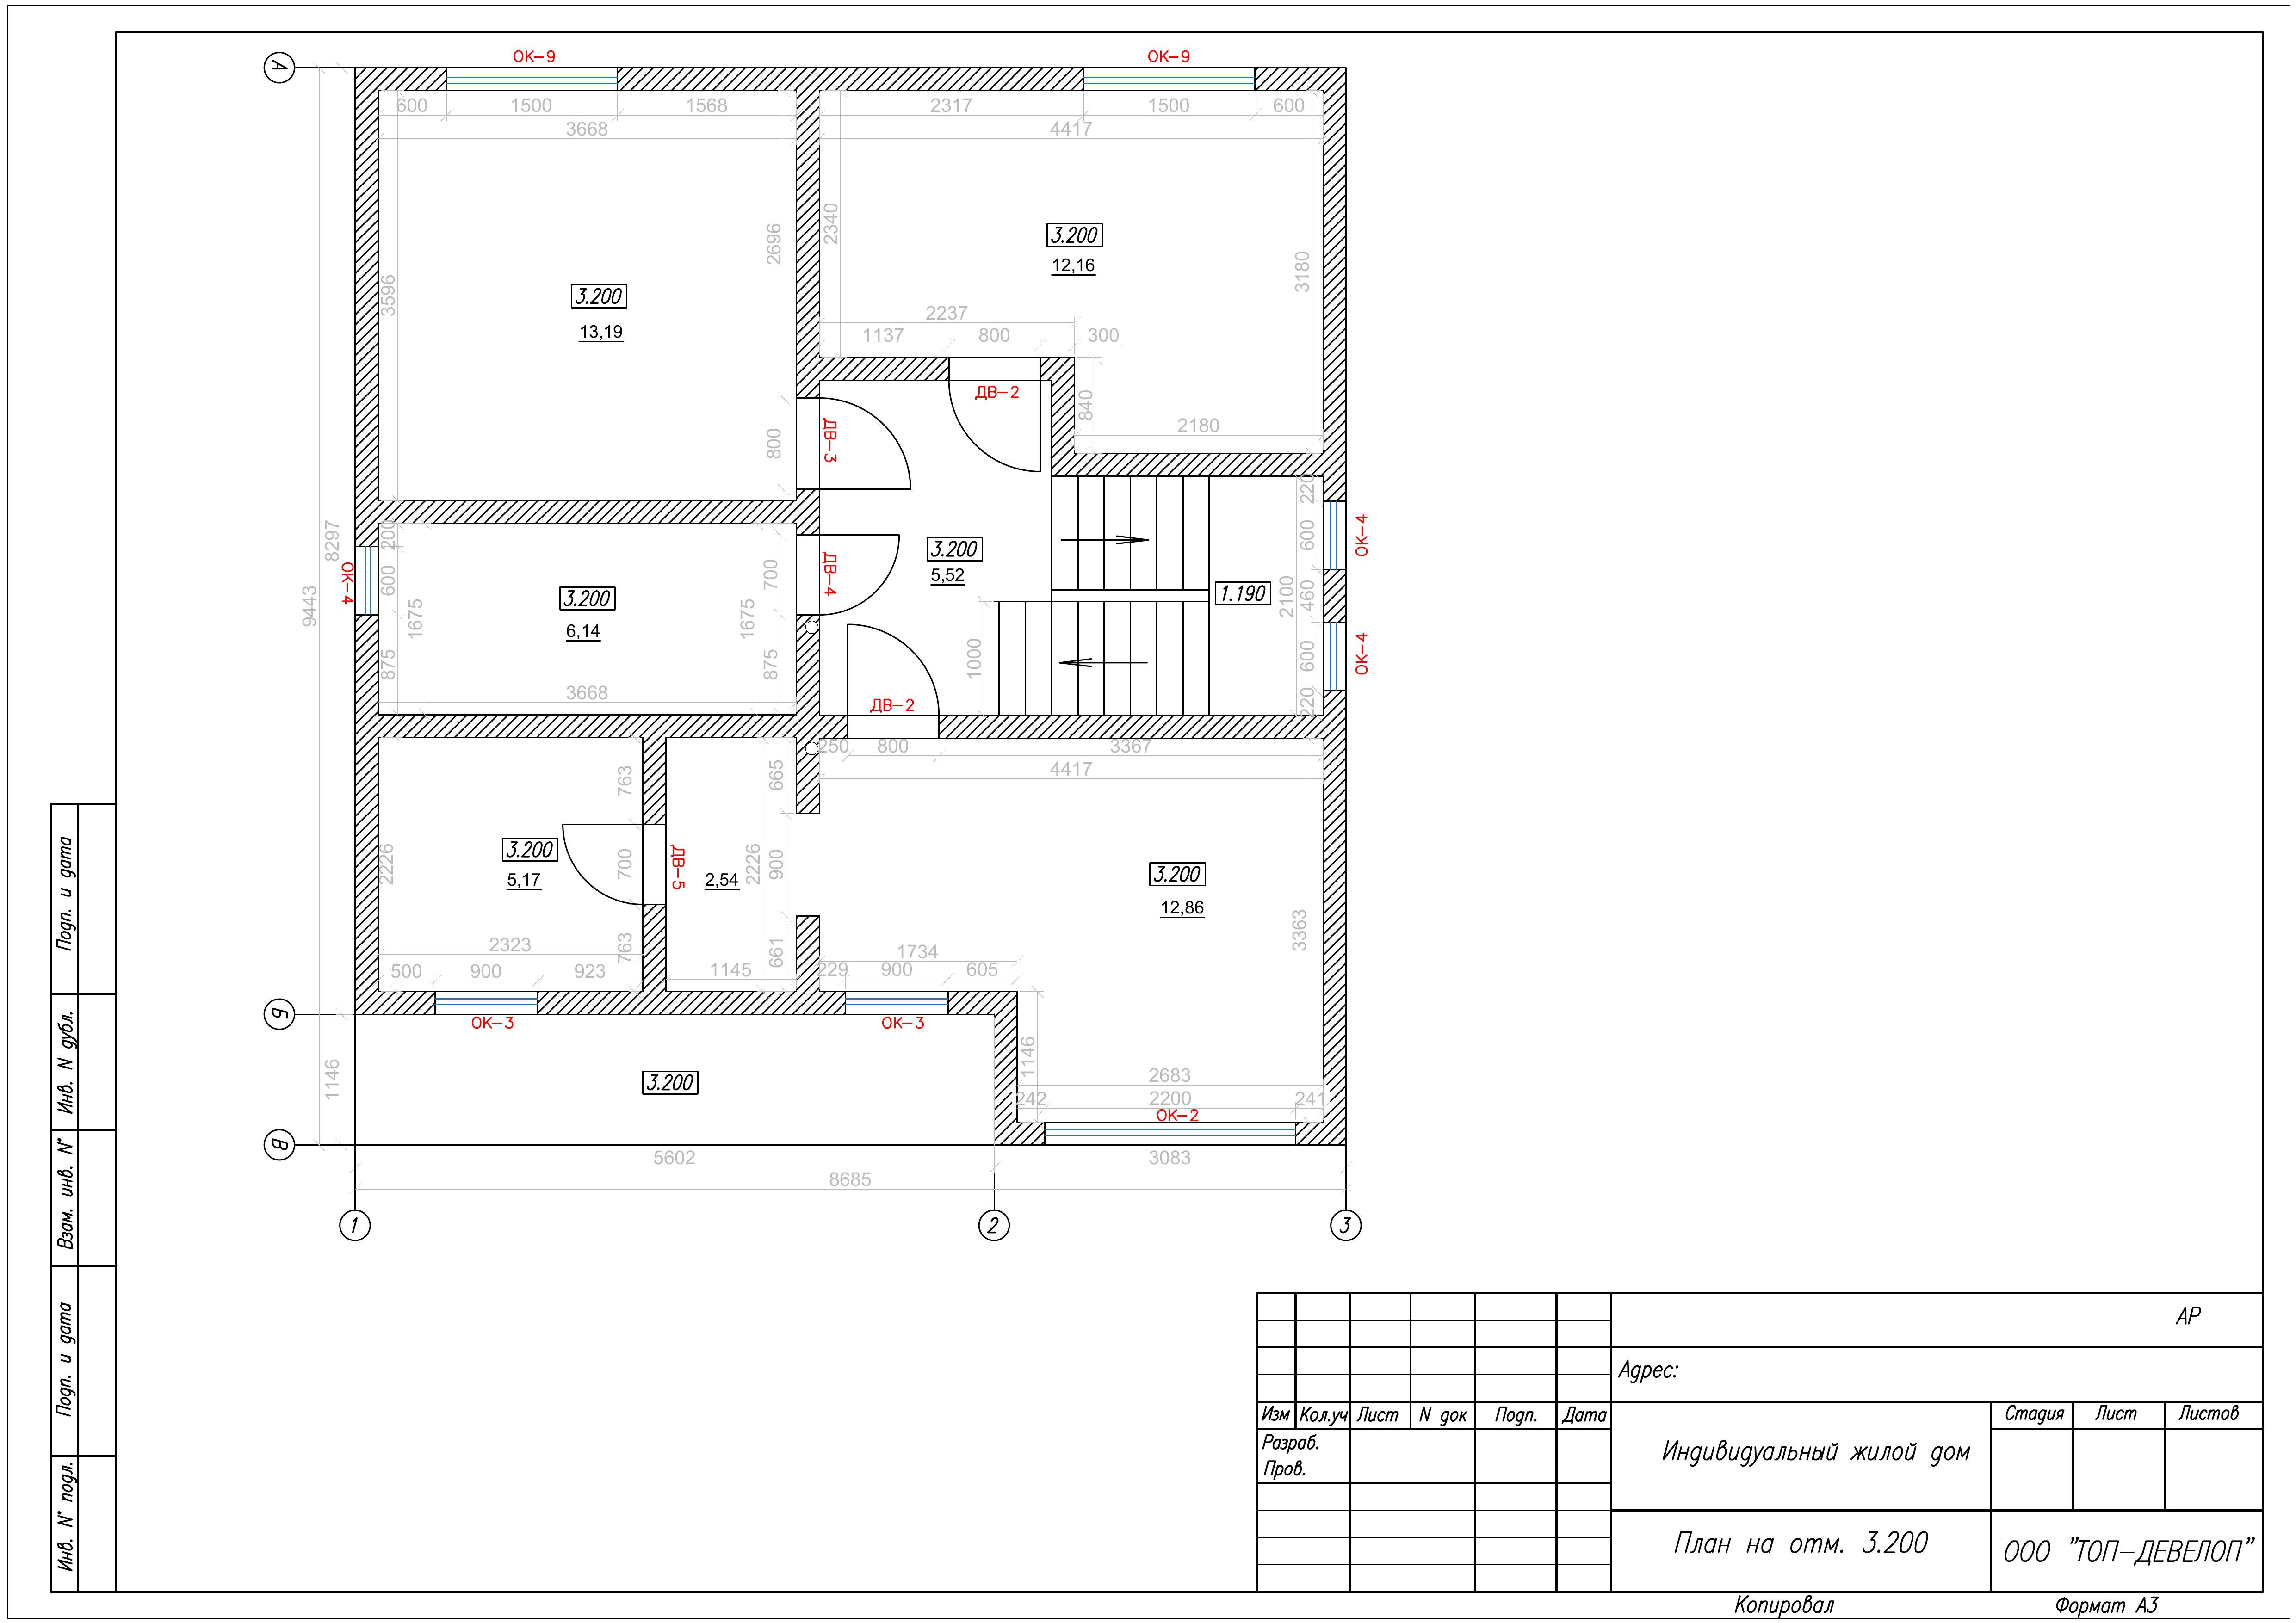 ОК-9
ОК-9
А
600
1500
1568
2317
1500
600
3668
4417
2696
2340
3180
3596
3.200
12,16
3.200
13,19
2237
1137
800
300
ДВ-2
840
2180
ДВ-3
800
220
8297
200
600
ОК-4
9443
600
ОК-4
1675
700
ДВ-4
1675
3.200
5,52
1.190
2100
460
3.200
6,14
875
875
1000
600
ОК-4
220
3668
ДВ-2
250
800
3367
4417
763
665
2226
3.200
5,17
700
ДВ-5
2,54
2226
900
3.200
12,86
3363
2323
763
1145
661
1734
500
900
923
229
900
605
Б
ОК-3
ОК-3
1146
3.200
1146
2683
242
2200
241
ОК-2
В
5602
3083
8685
1
2
3
Подп. и дата
Инв. N дубл.
Взам. инв. N°
Подп. и дата
Инв. N° подл.
АР
Адрес:
Изм Кол.уч Лист N док Подп. Дата
Стадия Лист Листов
Разраб.
Пров.
Индивидуальный жилой дом
План на отм. 3.200
ООО "ТОП-ДЕВЕЛОП"
Копировал Формат А3